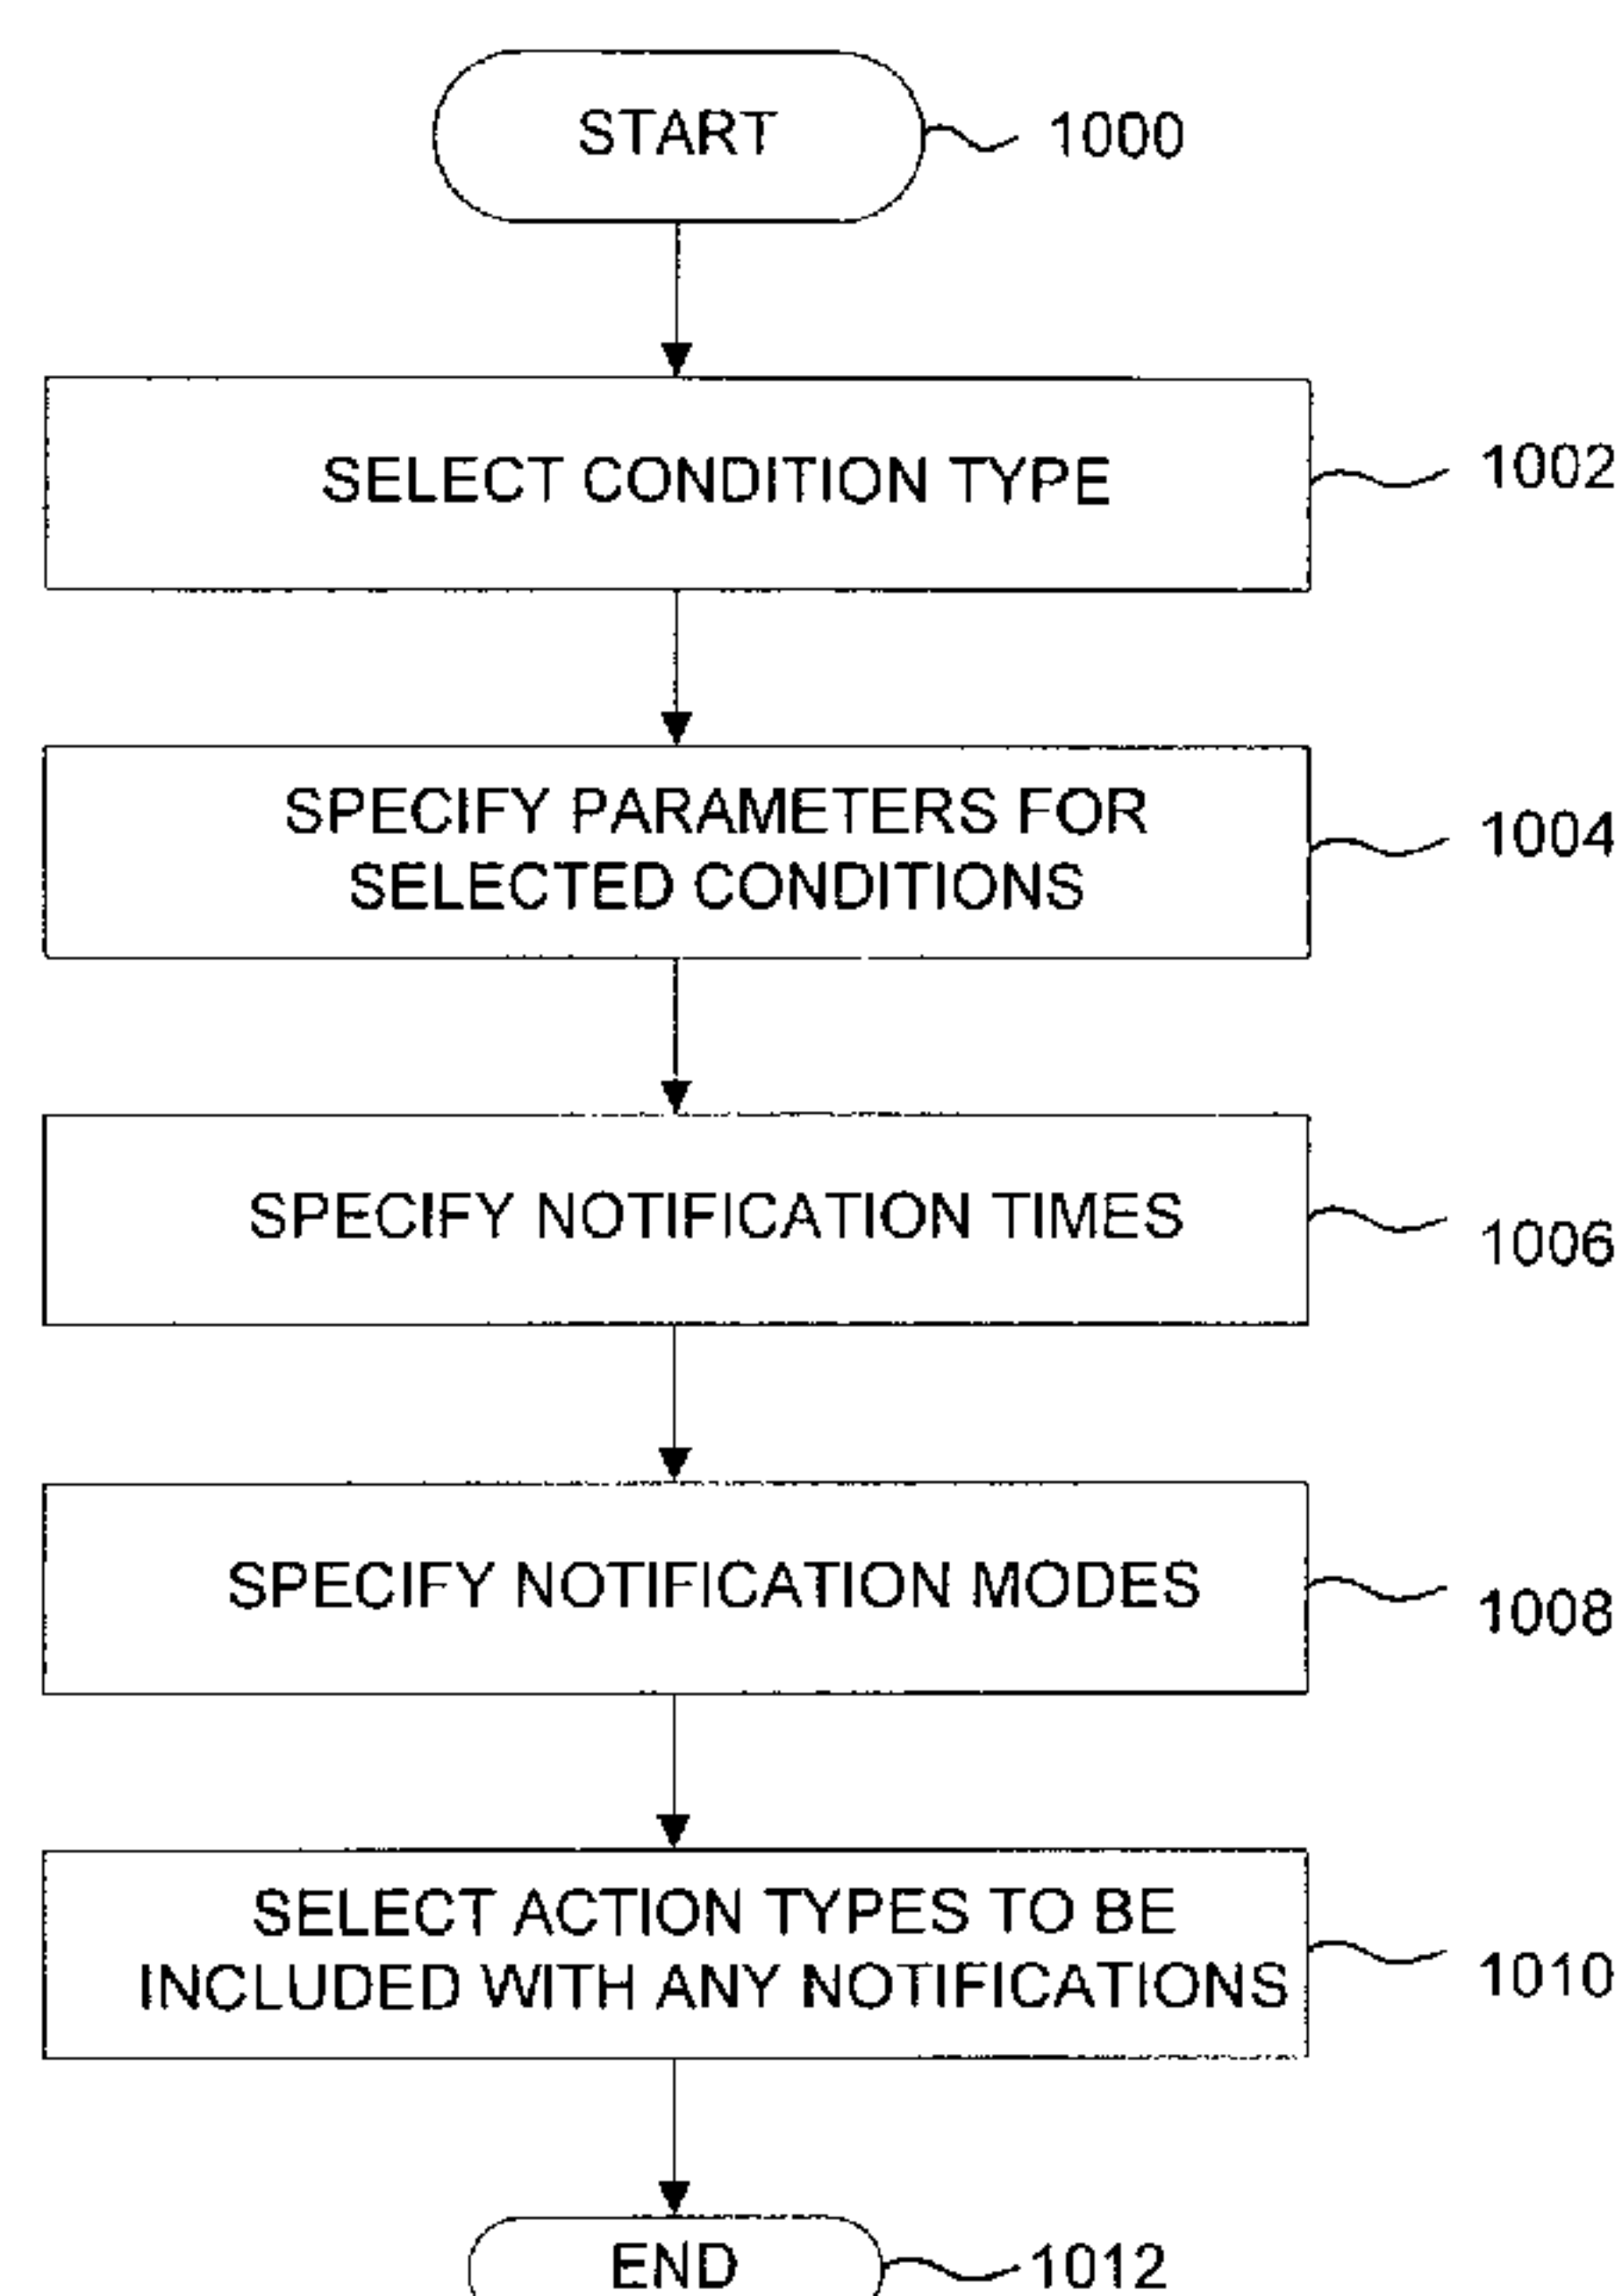 START
1000
SELECT CONDITION TYPE
1002
SPECIFY PARAMETERS FOR
SELECTED CONDITIONS
1004
SPECIFY NOTIFICATION TIMES
1006
SPECIFY NOTIFICATION MODES
1008
SELECT ACTION TYPES TO BE
INCLUDED WITH ANY NOTIFICATIONS
1010
END
1012